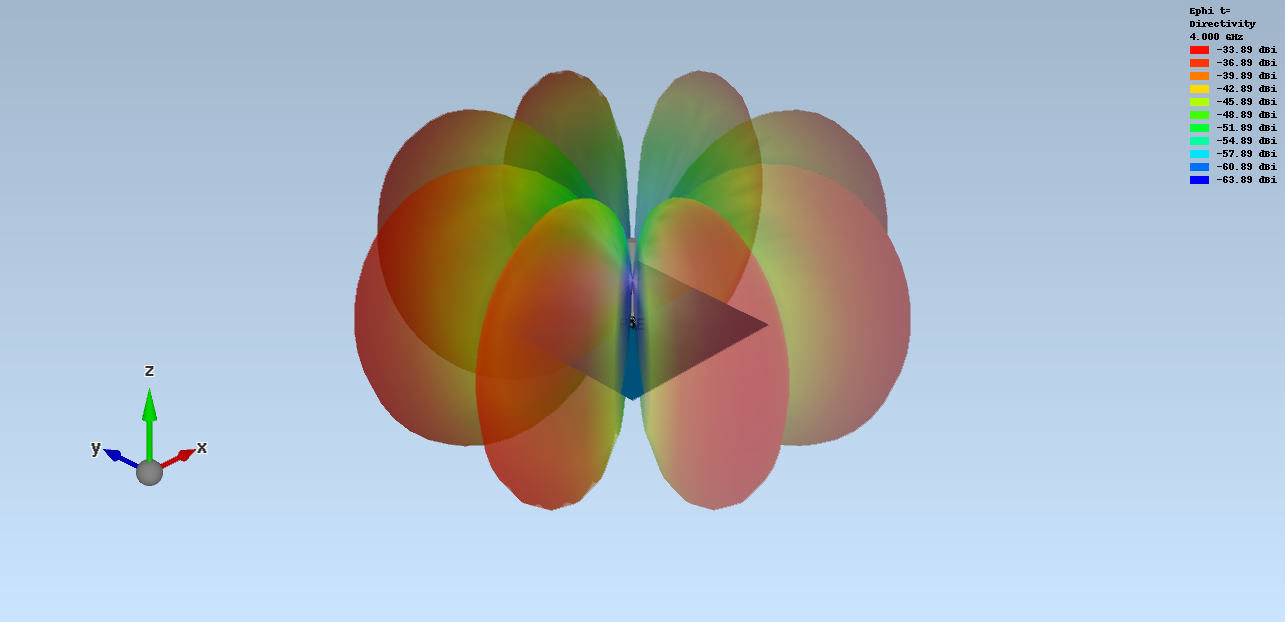 Ephi t=
Directivity
4.000 GHz
-33.89 dBi
-36.89 dBi
-39.89 dBi
-42.89 dBi
-45.89 dBi
-48.89 dBi
-51.89 dBi
-54.89 dBi
-57.89 dBi
-60.89 dBi
-63.89 dBi
z
y
x